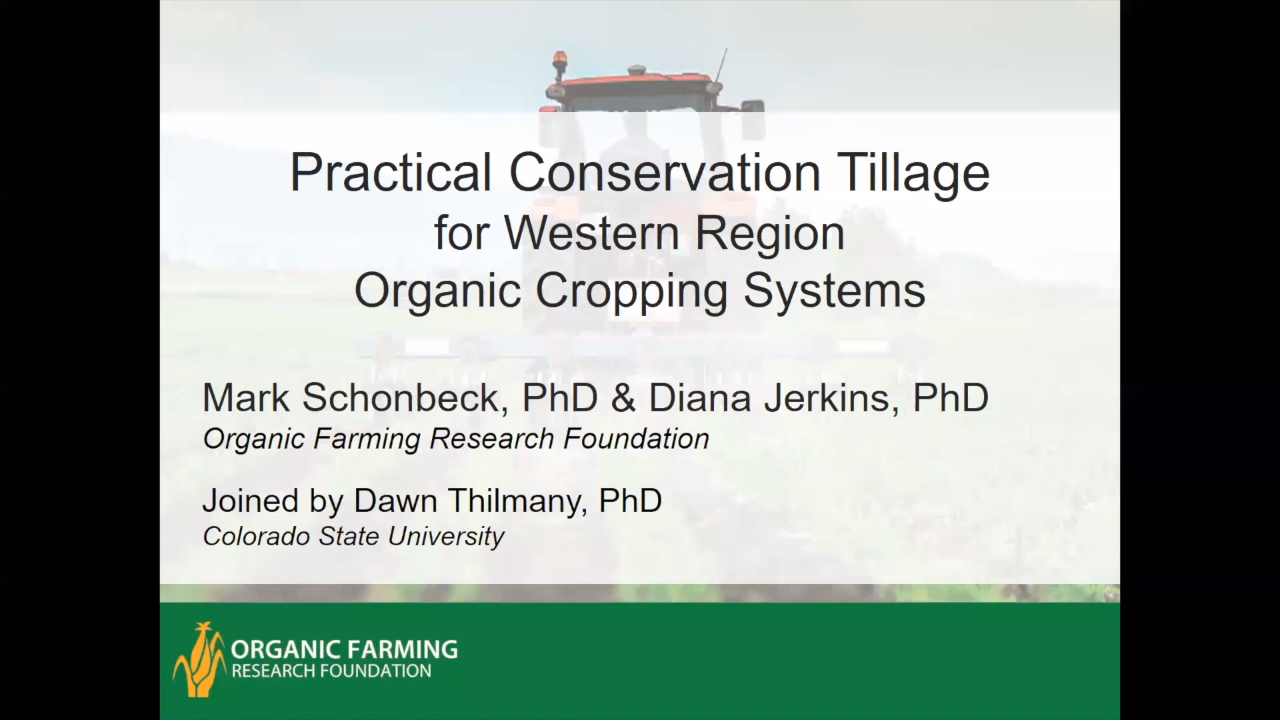 Practical Conservation Tillage
for Western Region
Organic Cropping Systems
Mark Schonbeck, PhD & Diana Jerkins, PhD
Organic Farming Research Foundation
Joined by Dawn Thilmany, PhD
Colorado State University
ORGANIC FARMING
RESEARCH FOUNDATION